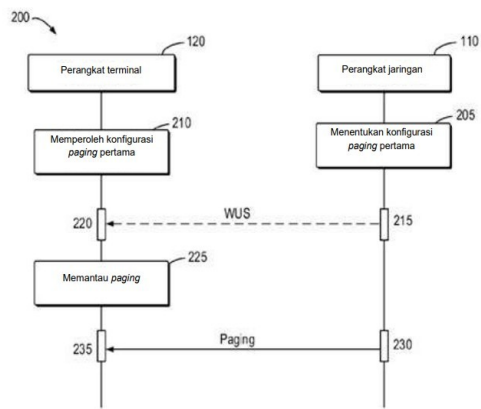 200
120
110
Perangkat terminal
Perangkat jaringan
210
205
Memperoleh konfigurasi
paging pertama
Menentukan konfigurasi
paging pertama
220
WUS
215
225
Memantau paging
235
Paging
230